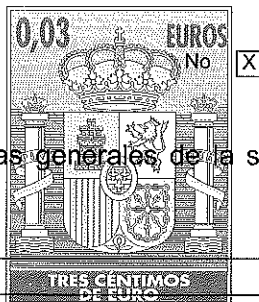 0,03 EUROS
No X
as generales de la s
TRES CÉNTIMOS
DE EURO